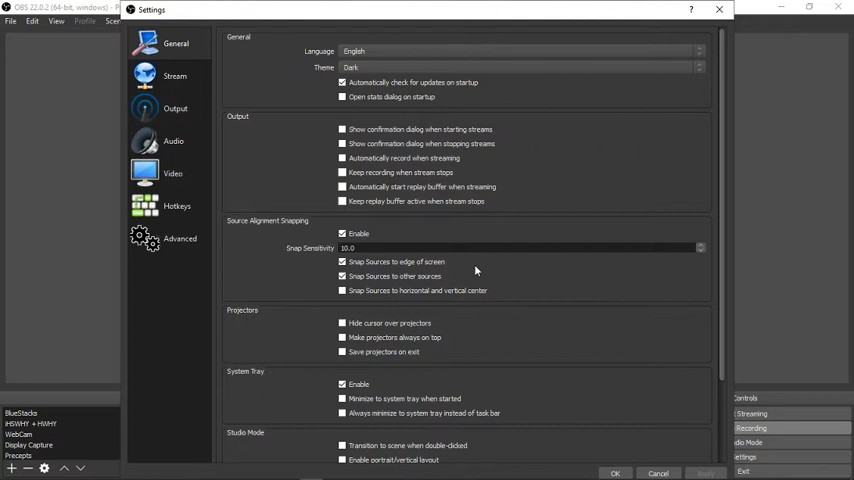 OBS 22.0.2 (64-bit, windows) - P
Settings
?
File Edit View Profile Scen
General
Stream
Output
Audio
Video
Hotkeys
Advanced
General
Language English
Theme Dark
Automatically check for updates on startup
Open stats dialog on startup
Output
Show confirmation dialog when starting streams
Show confirmation dialog when stopping streams
Automatically record when streaming
Keep recording when stream stops
Automatically start replay buffer when streaming
Keep replay buffer active when stream stops
Source Alignment Snapping
Enable
Snap Sensitivity 10.0
Snap Sources to edge of screen
Snap Sources to other sources
Snap Sources to horizontal and vertical center
Projectors
Hide cursor over projectors
Make projectors always on top
Save projectors on exit
System Tray
Enable
Minimize to system tray when started
Always minimize to system tray instead of task bar
Studio Mode
Transition to scene when double-clicked
Enable portrait/vertical layout
OK Cancel Apply
BlueStacks
iHSWHY + HWHY
WebCam
Display Capture
Precepts
Controls
t Streaming
Recording
dio Mode
ettings
Exit